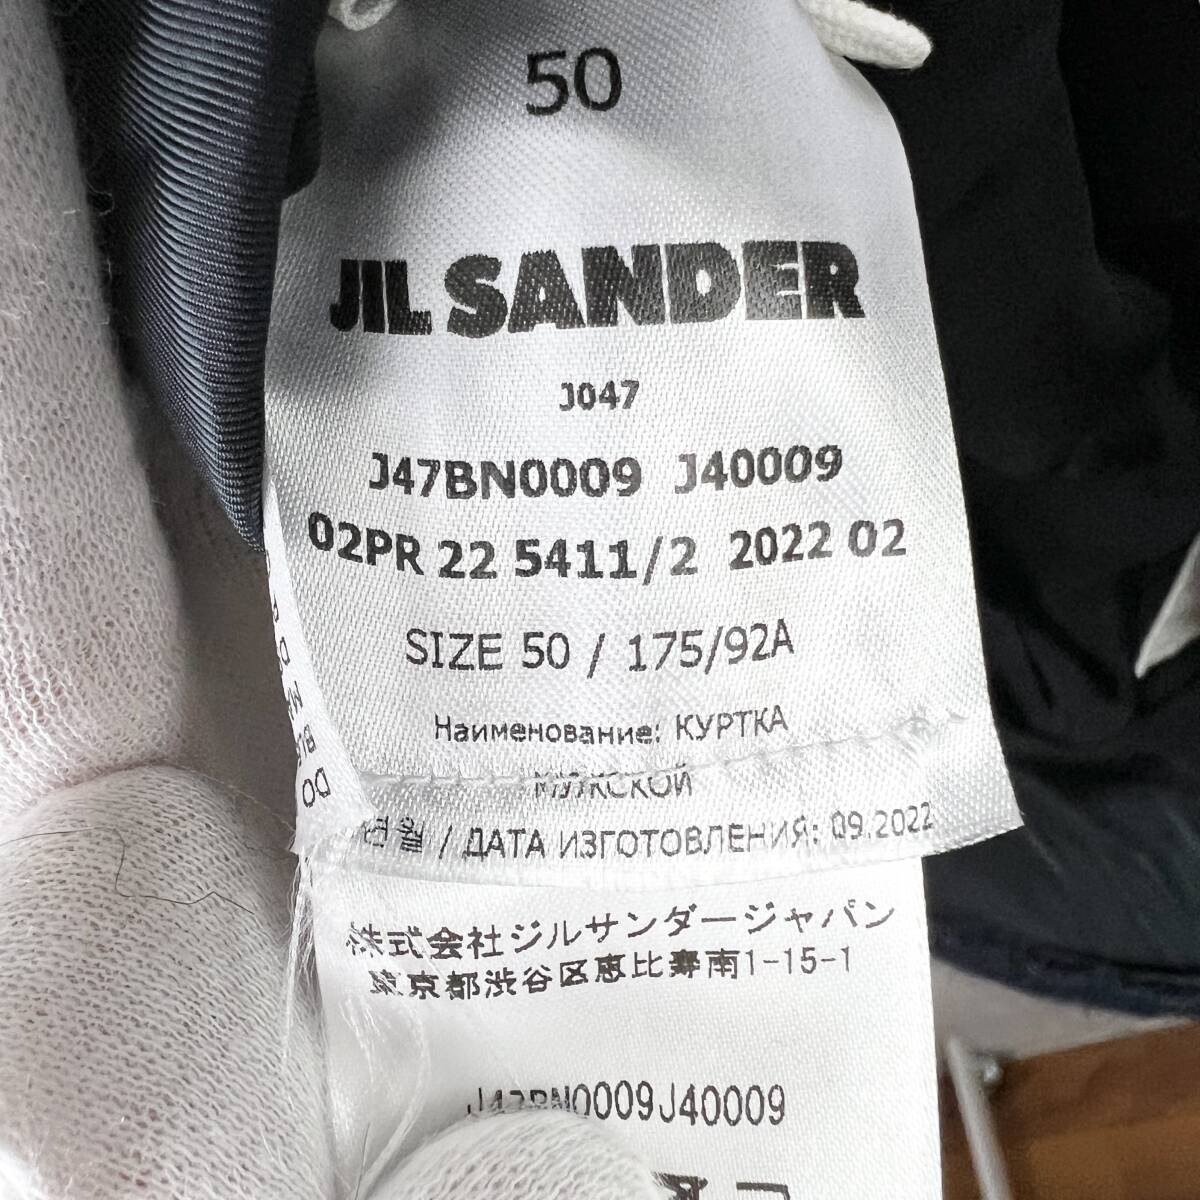 50
JIL SANDER
J047
J47BN0009 J40009
02PR 22 5411/2 2022 02
SIZE 50 / 175/92A
Наименование: КУРТКА
МУЖСКОЙ
/ ДАТА ИЗГОТОВЛЕНИЯ: 09.2022
株式会社ジルサンダージャパン
東京都渋谷区恵比寿南1-15-1
J47BN0009J40009
DO